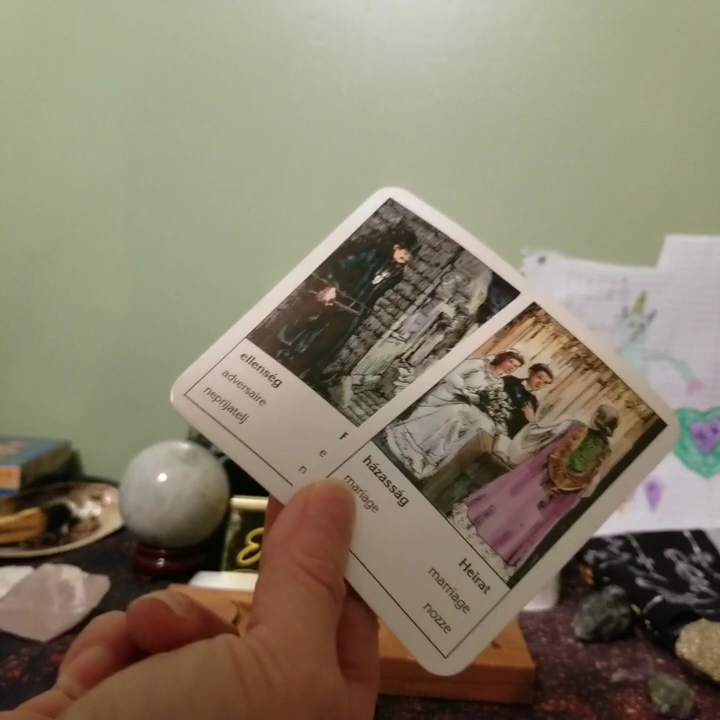 ellenség
adversaire
neprijatelj
F
e
n
házasság
mariage
Heirat
marriage
nozze